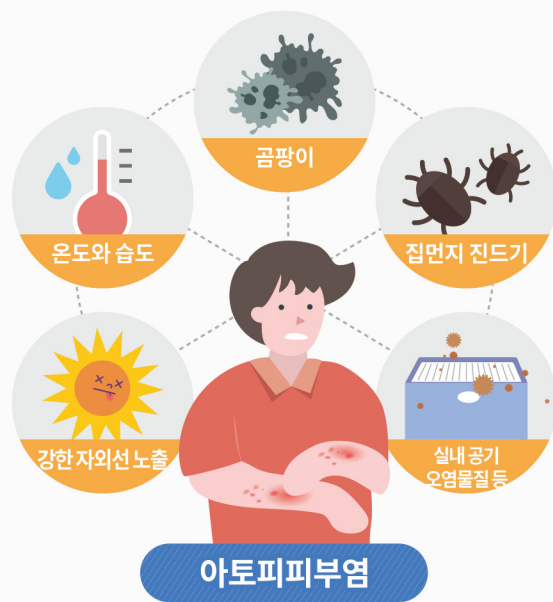 곰팡이
온도와 습도
집먼지 진드기
강한 자외선 노출
실내 공기
오염물질 등
아토피피부염